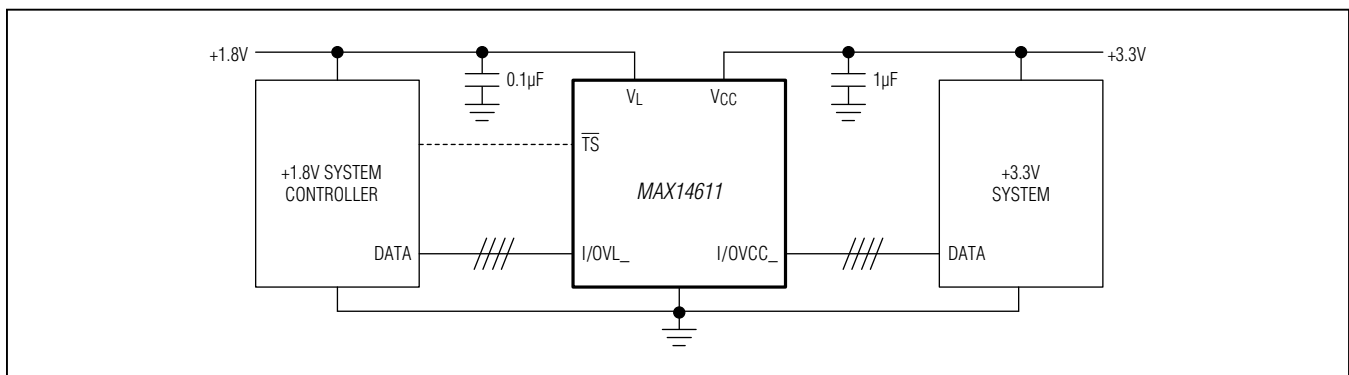 +1.8V
+3.3V
0.1µF
1µF
VL
VCC
TS
+1.8V SYSTEM
CONTROLLER
MAX14611
+3.3V
SYSTEM
DATA
I/OVL_
I/OVCC_
DATA